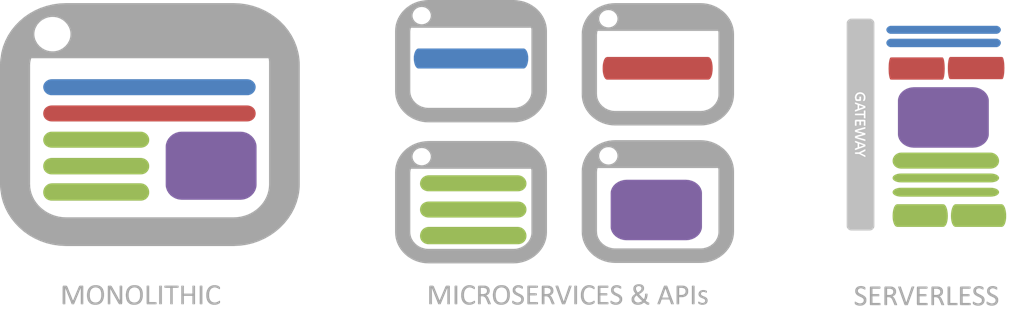 GATEWAY
MONOLITHIC
MICROSERVICES & APIs
SERVERLESS